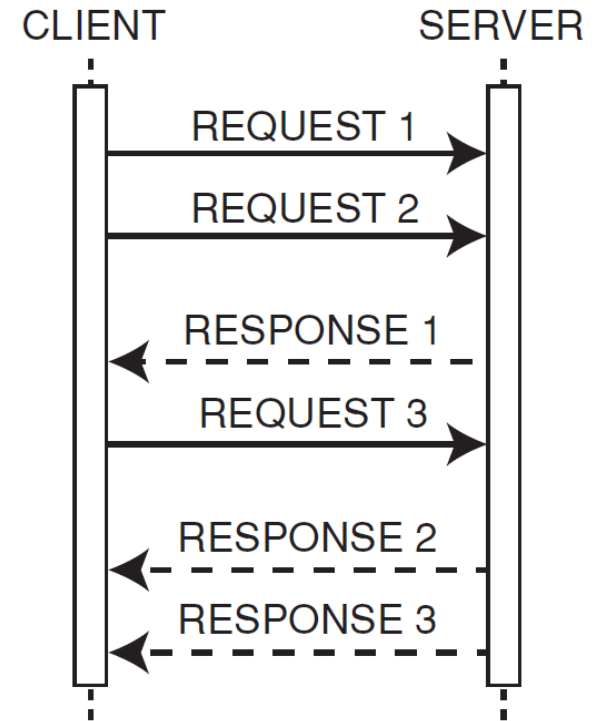 CLIENT SERVER
REQUEST 1
REQUEST 2
RESPONSE 1
REQUEST 3
RESPONSE 2
RESPONSE 3